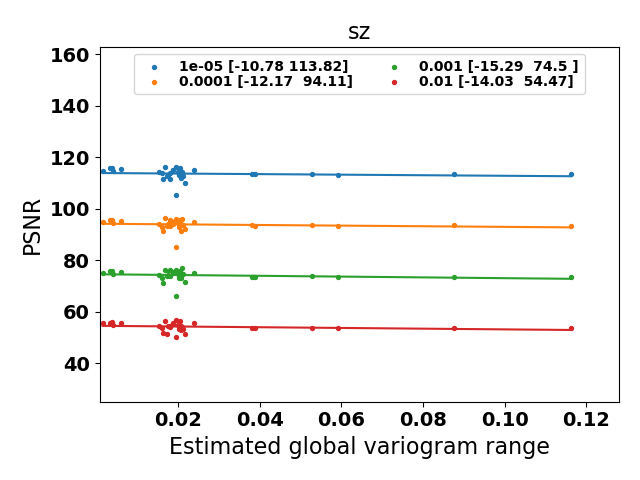 sz
1e-05 [-10.78 113.82]
0.0001 [-12.17  94.11]
0.001 [-15.29  74.5 ]
0.01 [-14.03  54.47]
PSNR
160
140
120
100
80
60
40
0.02 0.04 0.06 0.08 0.10 0.12
Estimated global variogram range